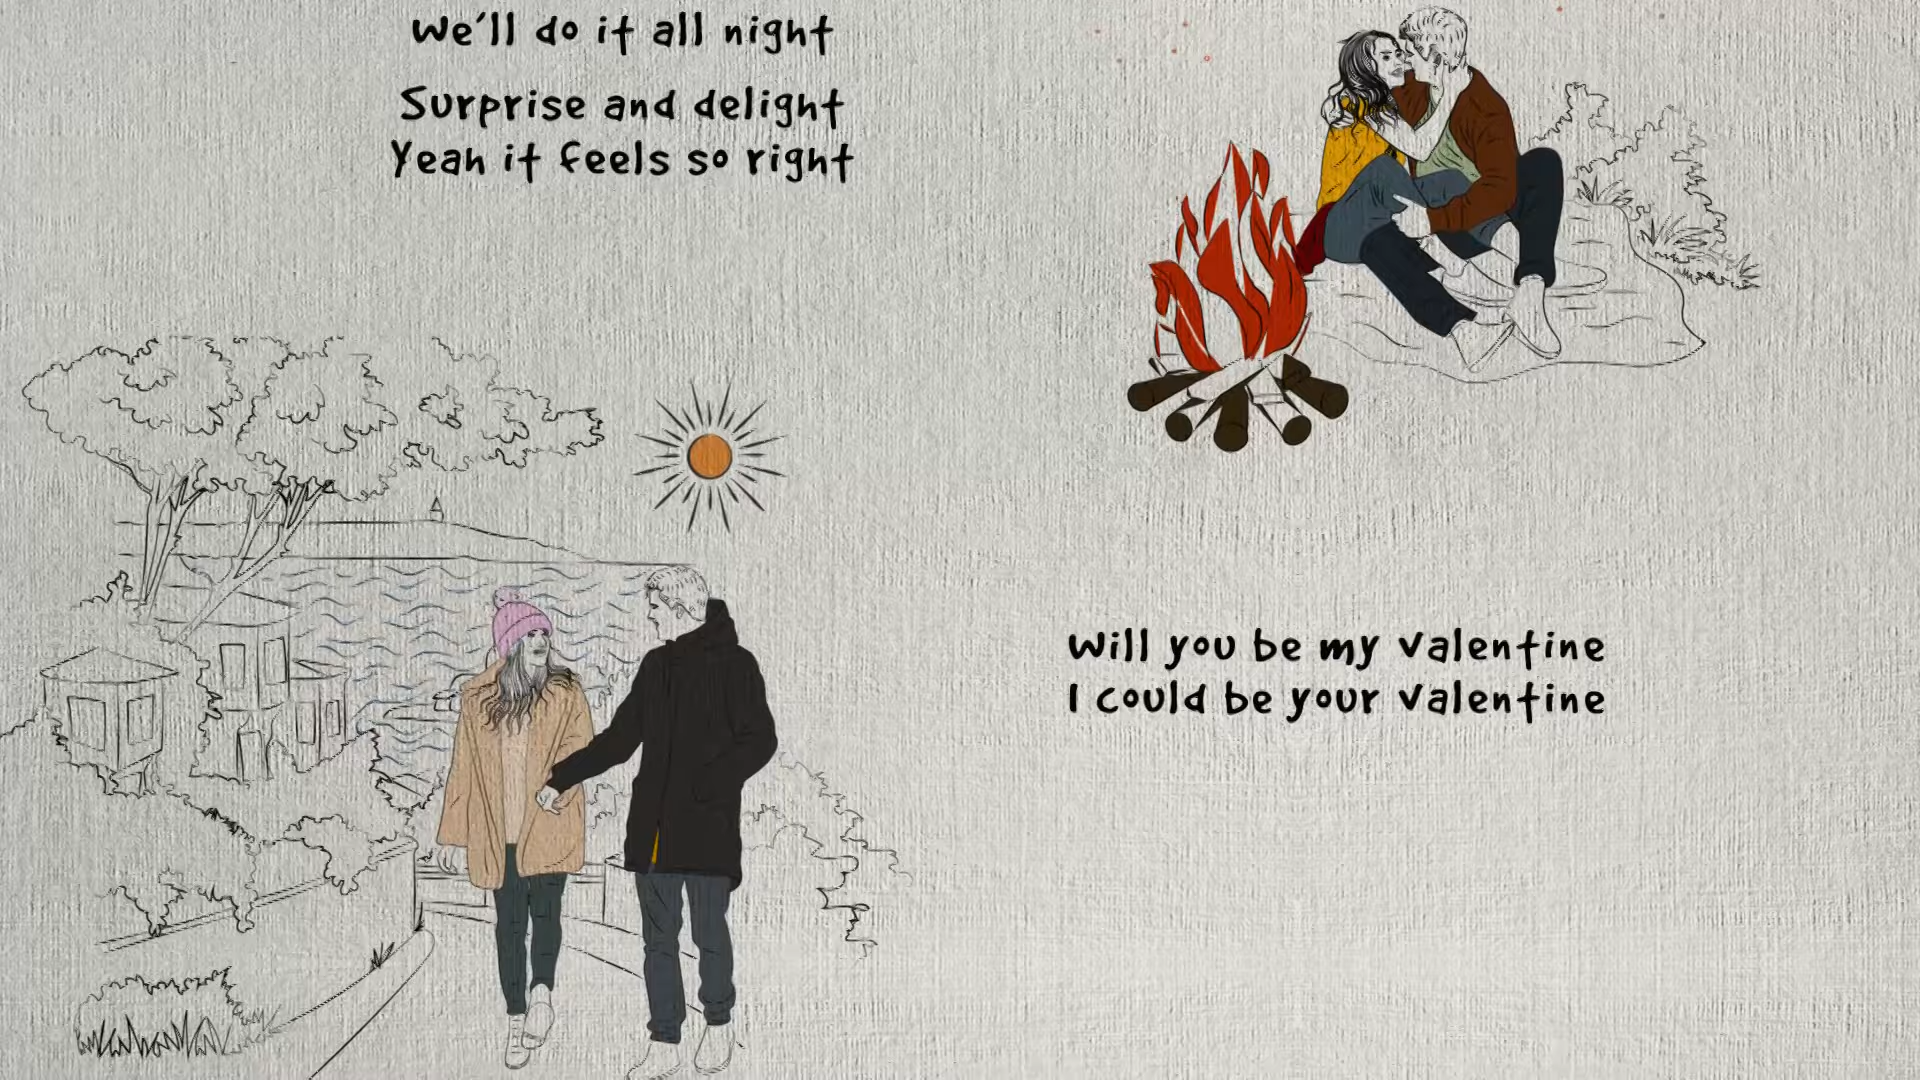 We'll do it all night
Surprise and delight
Yeah it feels so right
Will you be my valentine
I could be your valentine